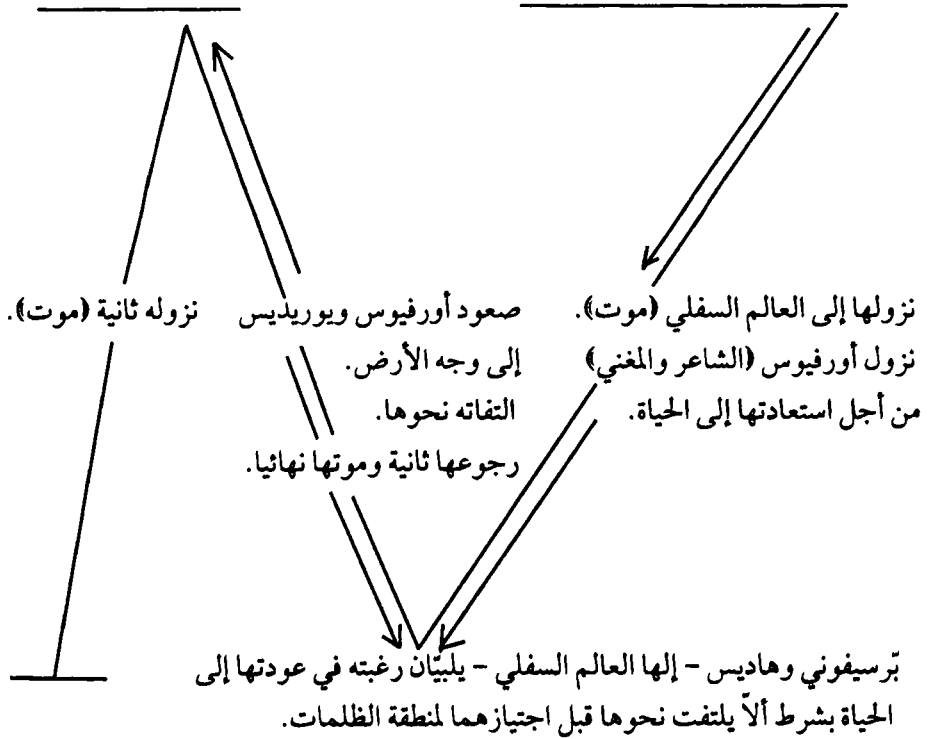 نزولها إلى العالم السفلي (موت).
نزول أورفيوس (الشاعر والمغني)
من أجل استعادتها إلى الحياة.
صعود أورفيوس ويوريذيس
إلى وجه الأرض.
التفاته نحوها.
رجوعها ثانية وموتها نهائيا.
نزوله ثانية (موت).
بّرسيفوني وهاديس – إلها العالم السفلي – يلبيّان رغبته في عودتها إلى
الحياة بشرط ألاّ يلتفت نحوها قبل اجتيازهما لمنطقة الظلمات.